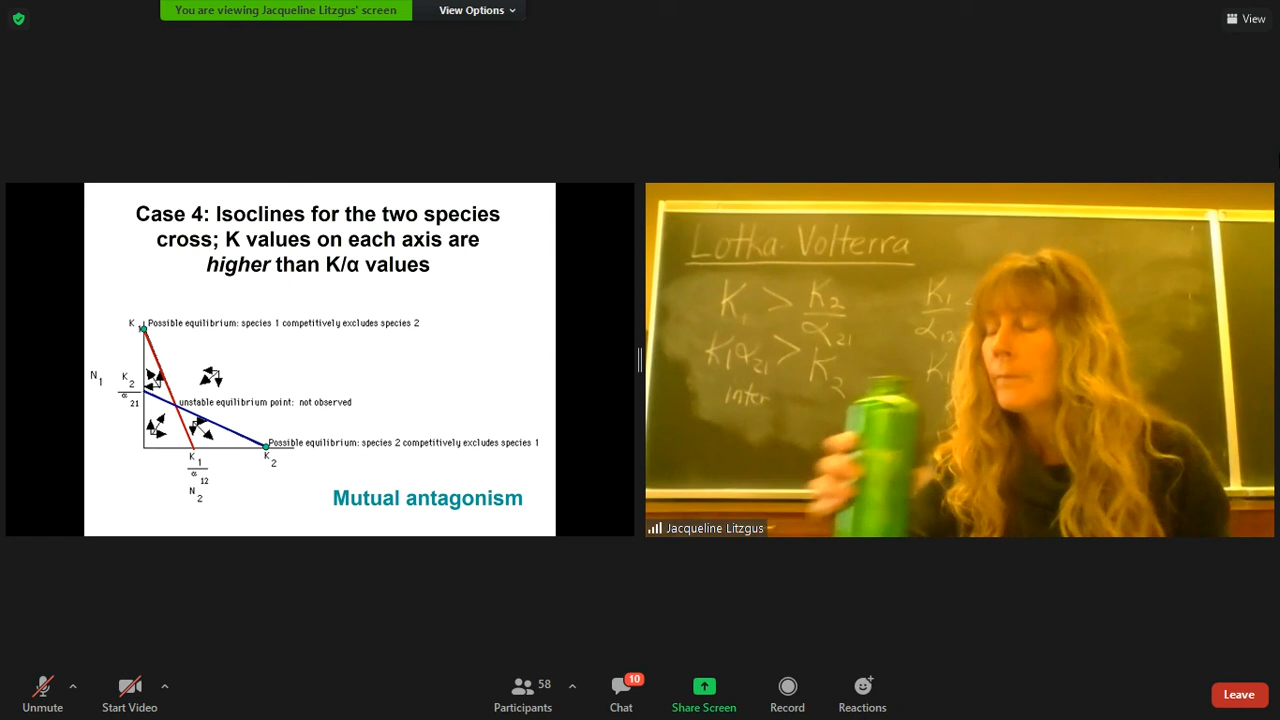 You are viewing Jacqueline Litzgus' screen
View Options
View
Case 4: Isoclines for the two species
cross; K values on each axis are
higher than K/α values
K 1
Possible equilibrium: species 1 competitively excludes species 2
N 1
K 2
α 21
unstable equilibrium point: not observed
Possible equilibrium: species 2 competitively excludes species 1
K 1
α 12
K 2
N 2
Mutual antagonism
Lotka-Volterra
K₁ > K₂/α₂₁
K₁α₂₁ > K₂
inter
K₁/α₁₂
K₁
Jacqueline Litzgus
Unmute
Start Video
58
Participants
10
Chat
Share Screen
Record
Reactions
Leave